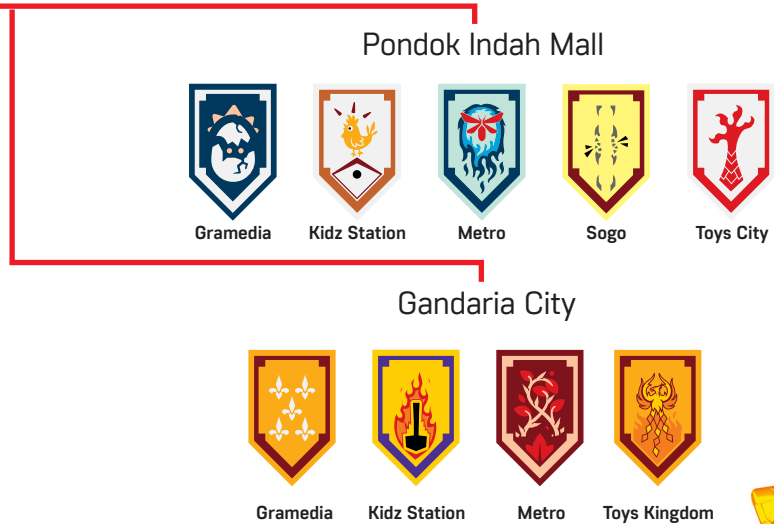 Pondok Indah Mall
Gramedia Kidz Station Metro Sogo Toys City
Gandaria City
Gramedia Kidz Station Metro Toys Kingdom